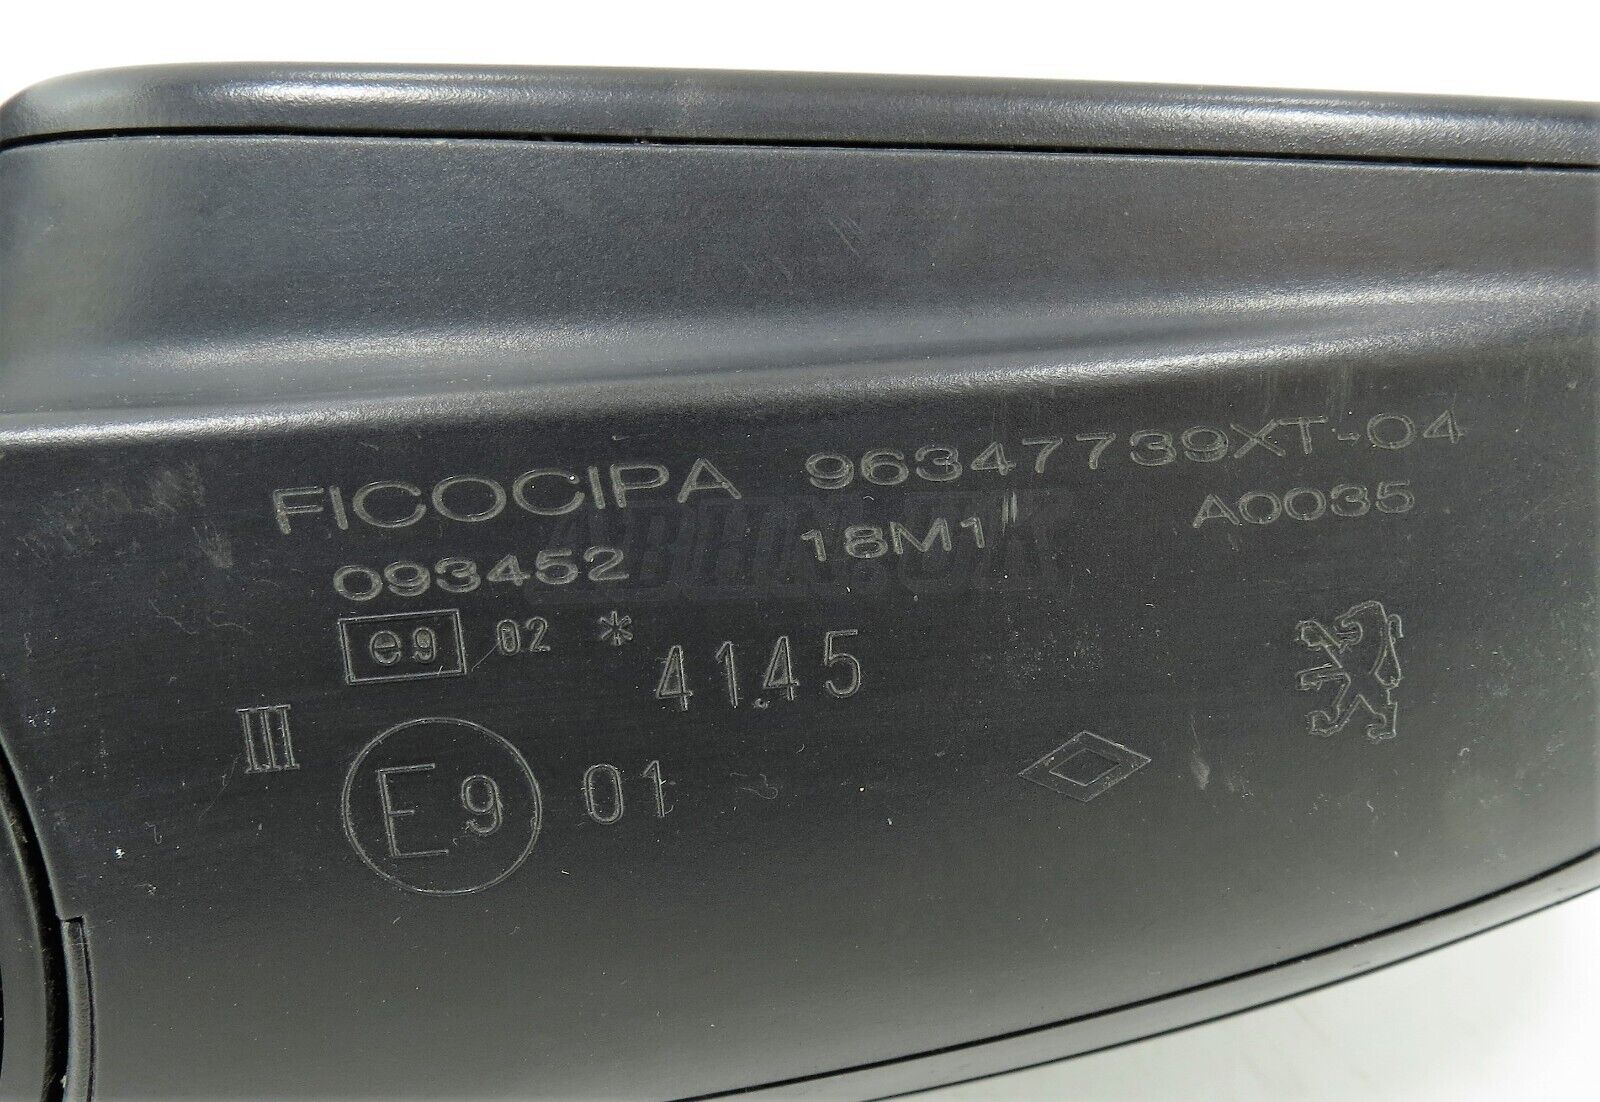 FICOCIPA 96347739XT-04
093452 18M1 A0035
e9 02 * 4145
III
E9 01